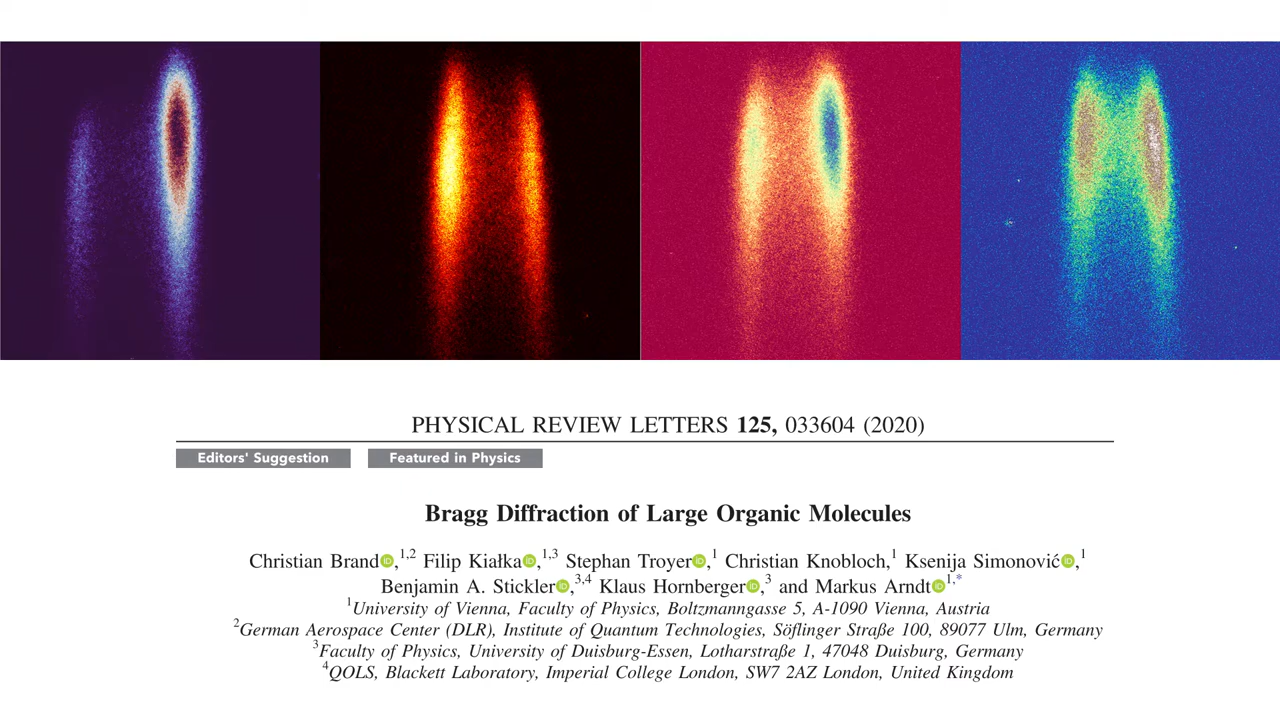 PHYSICAL REVIEW LETTERS 125, 033604 (2020)
Editors' Suggestion Featured in Physics
Bragg Diffraction of Large Organic Molecules
Christian Brand,1,2 Filip Kiałka,1,3 Stephan Troyer,1 Christian Knobloch,1 Ksenija Simonović,1
Benjamin A. Stickler,3,4 Klaus Hornberger,3 and Markus Arndt1,*
1University of Vienna, Faculty of Physics, Boltzmanngasse 5, A-1090 Vienna, Austria
2German Aerospace Center (DLR), Institute of Quantum Technologies, Söflinger Straße 100, 89077 Ulm, Germany
3Faculty of Physics, University of Duisburg-Essen, Lotharstraße 1, 47048 Duisburg, Germany
4QOLS, Blackett Laboratory, Imperial College London, SW7 2AZ London, United Kingdom